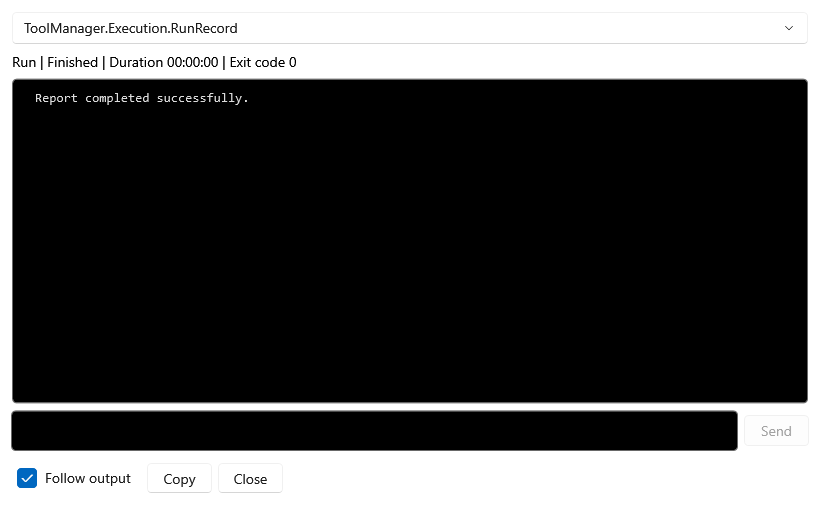 ToolManager.Execution.RunRecord
Run | Finished | Duration 00:00:00 | Exit code 0
Report completed successfully.
Send
Follow output Copy Close